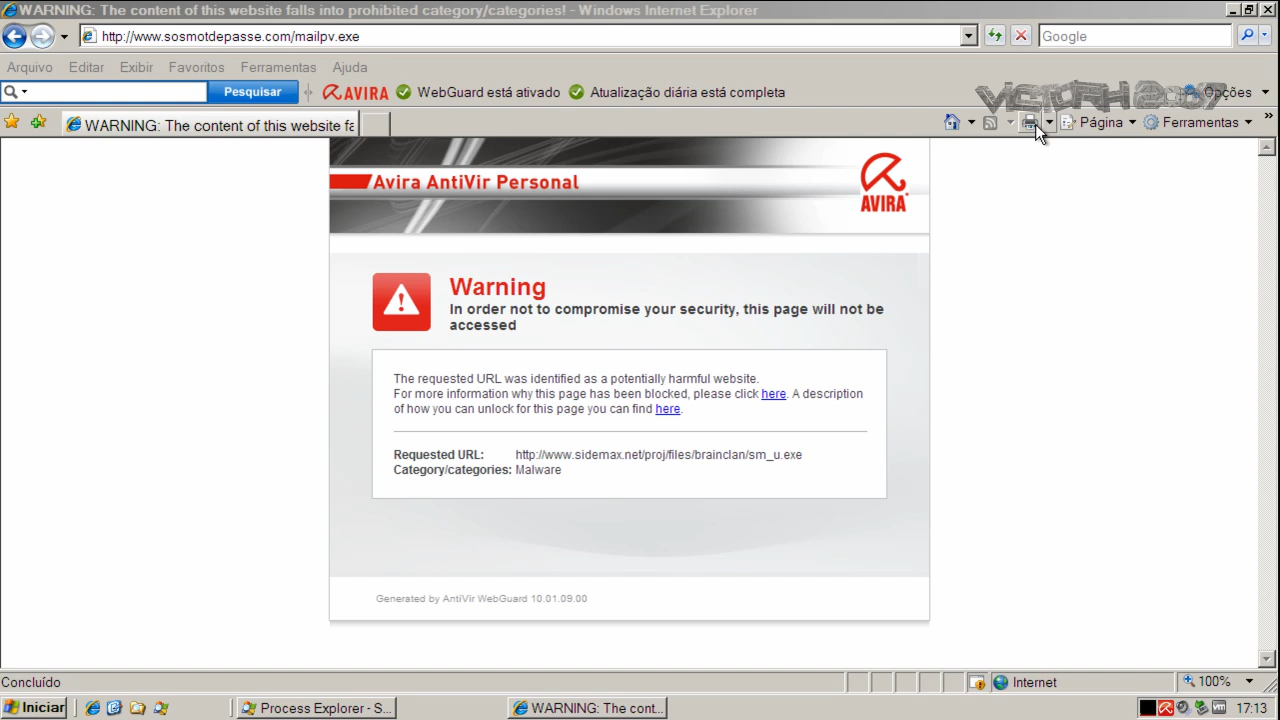 WARNING: The content of this website falls into prohibited category/categories! - Windows Internet Explorer
http://www.sosmotdepasse.com/mailpv.exe
Google
Arquivo Editar Exibir Favoritos Ferramentas Ajuda
Pesquisar AVIRA WebGuard está ativado Atualização diária está completa Opções
VICTORH 2007
WARNING: The content of this website fa
Página Ferramentas
Avira AntiVir Personal
AVIRA
Warning
In order not to compromise your security, this page will not be
accessed
The requested URL was identified as a potentially harmful website.
For more information why this page has been blocked, please click here. A description
of how you can unlock for this page you can find here.
Requested URL: http://www.sidemax.net/proj/files/brainclan/sm_u.exe
Category/categories: Malware
Generated by AntiVir WebGuard 10.01.09.00
Concluído Internet 100%
Iniciar Process Explorer - S... WARNING: The cont... 17:13